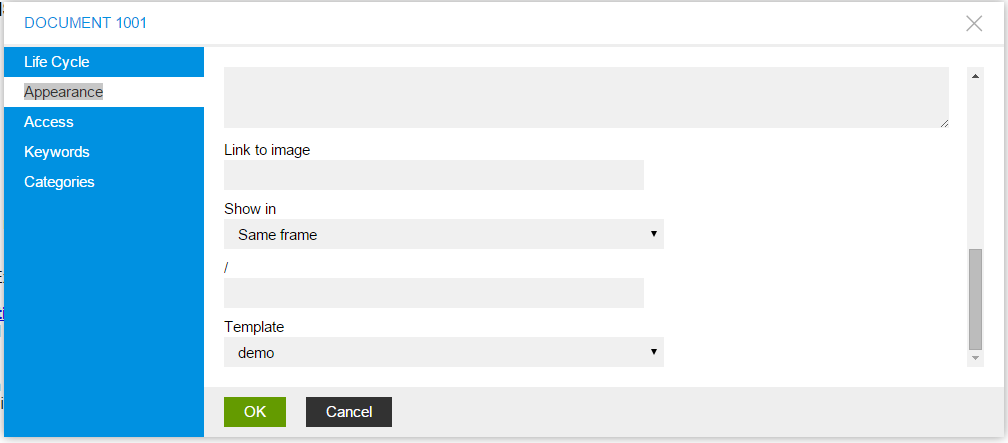 DOCUMENT 1001
Life Cycle
Appearance
Access
Keywords
Categories
Link to image
Show in
Same frame
/
Template
demo
OK
Cancel